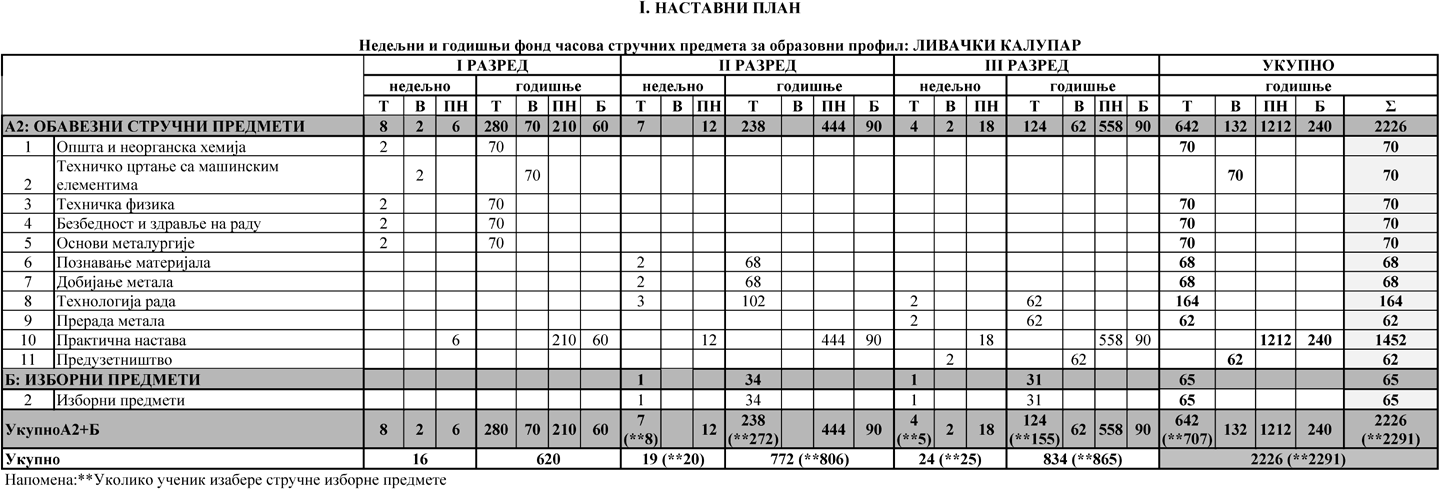 I. НАСТАВНИ ПЛАН
Недељни и годишњи фонд часова стручних предмета за образовни профил: ЛИВАЧКИ КАЛУПАР
I РАЗРЕД II РАЗРЕД III РАЗРЕД УКУПНО
недељно годишње недељно годишње недељно годишње годишње
Т В ПН Т В ПН Б Т В ПН Т В ПН Б Т В ПН Т В ПН Б Т В ПН Б Σ
А2: ОБАВЕЗНИ СТРУЧНИ ПРЕДМЕТИ 8 2 6 280 70 210 60 7 12 238 444 90 4 2 18 124 62 558 90 642 132 1212 240 2226
1 Општа и неорганска хемија 2 70 70 70
Техничко цртање са машинским
2 елементима 2 70 70 70
3 Техничка физика 2 70 70 70
4 Безбедност и здравље на раду 2 70 70 70
5 Основи металургије 2 70 70 70
6 Познавање материјала 2 68 68 68
7 Добијање метала 2 68 68 68
8 Технологија рада 3 102 2 62 164 164
9 Прерада метала 2 62 62 62
10 Практична настава 6 210 60 12 444 90 18 558 90 1212 240 1452
11 Предузетништво 2 62 62 62
Б: ИЗБОРНИ ПРЕДМЕТИ 1 34 1 31 65 65
2 Изборни предмети 1 34 1 31 65 65
УкупноА2+Б 8 2 6 280 70 210 60 7 12 238 444 90 4 2 18 124 62 558 90 642 132 1212 240 2226
(**8) (**272) (**5) (**155) (**707) (**2291)
Укупно 16 620 19 (**20) 772 (**806) 24 (**25) 834 (**865) 2226 (**2291)
Напомена:**Уколико ученик изабере стручне изборне предмете